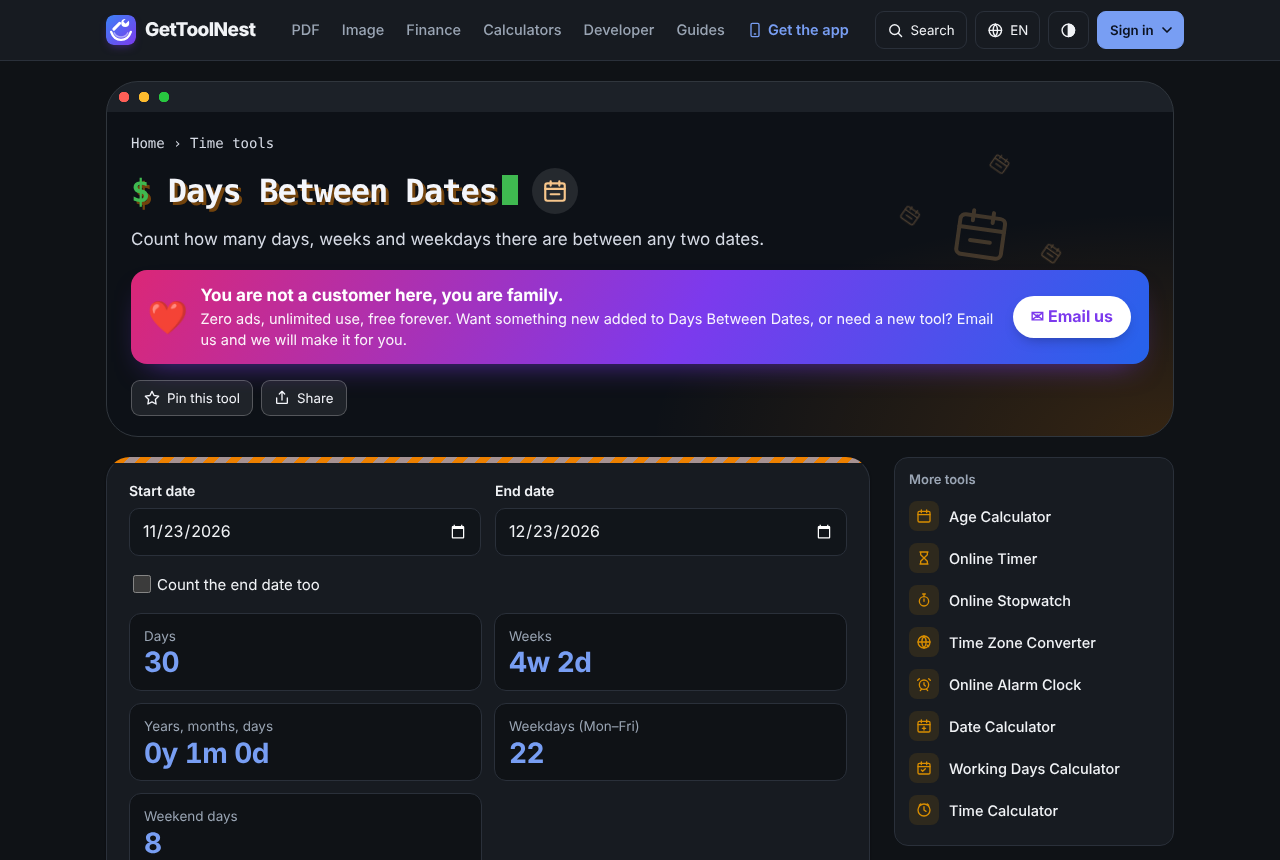 GetToolNest PDF Image Finance Calculators Developer Guides Get the app Search EN Sign in
Home › Time tools
$ Days Between Dates
Count how many days, weeks and weekdays there are between any two dates.
You are not a customer here, you are family.
Zero ads, unlimited use, free forever. Want something new added to Days Between Dates, or need a new tool? Email
us and we will make it for you.
✉ Email us
Pin this tool Share
Start date End date
11/23/2026 12/23/2026
Count the end date too
Days Weeks
30 4w 2d
Years, months, days Weekdays (Mon–Fri)
0y 1m 0d 22
Weekend days
8
More tools
Age Calculator
Online Timer
Online Stopwatch
Time Zone Converter
Online Alarm Clock
Date Calculator
Working Days Calculator
Time Calculator